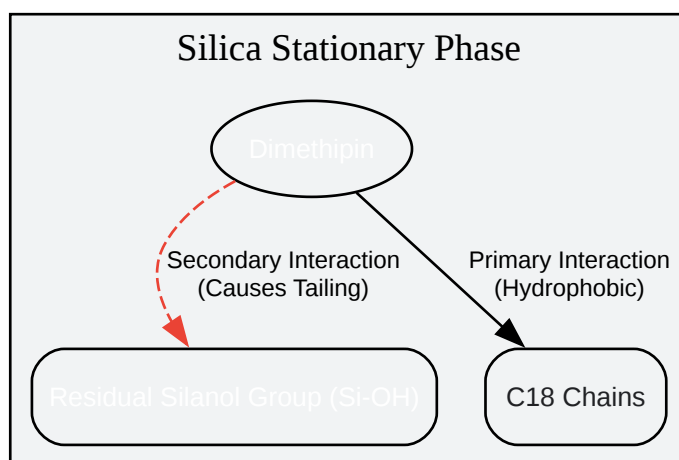 Silica Stationary Phase
Dimethipin
Secondary Interaction
(Causes Tailing)
Primary Interaction
(Hydrophobic)
Residual Silanol Group (Si-OH)
C18 Chains